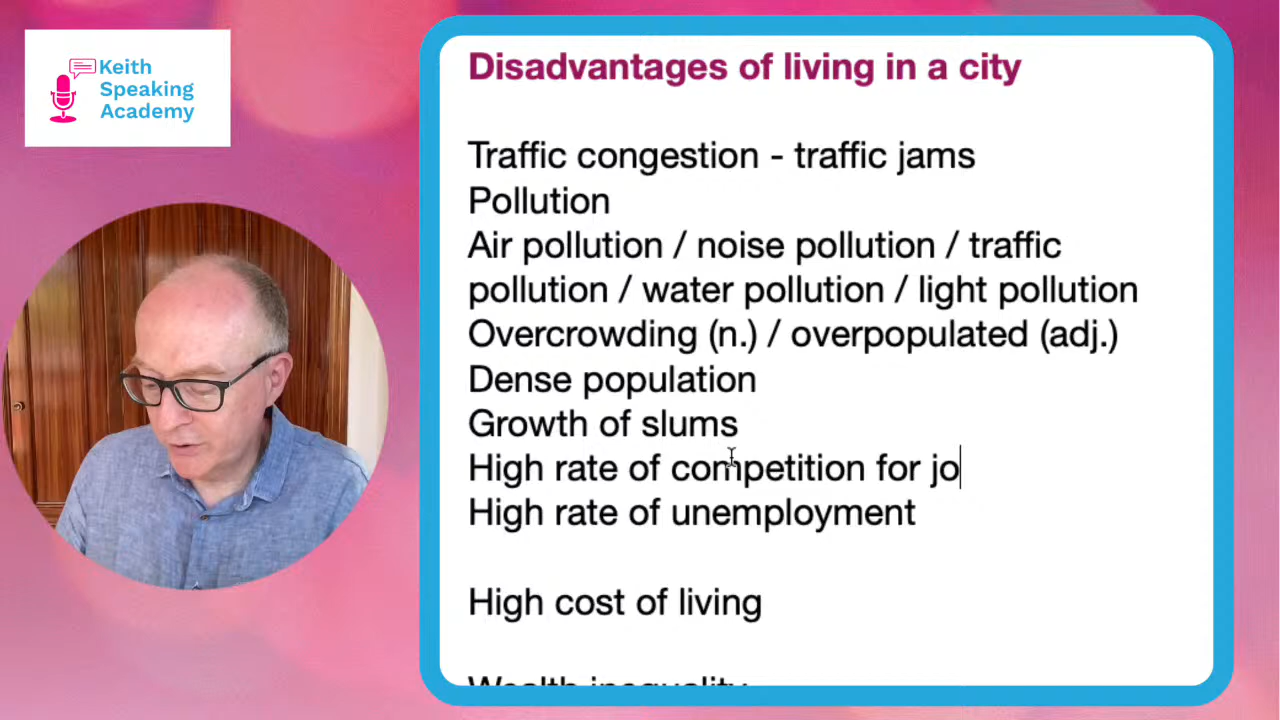 Keith
Speaking
Academy
Disadvantages of living in a city
Traffic congestion - traffic jams
Pollution
Air pollution / noise pollution / traffic
pollution / water pollution / light pollution
Overcrowding (n.) / overpopulated (adj.)
Dense population
Growth of slums
High rate of competition for jo
High rate of unemployment
High cost of living
Wealth inequality